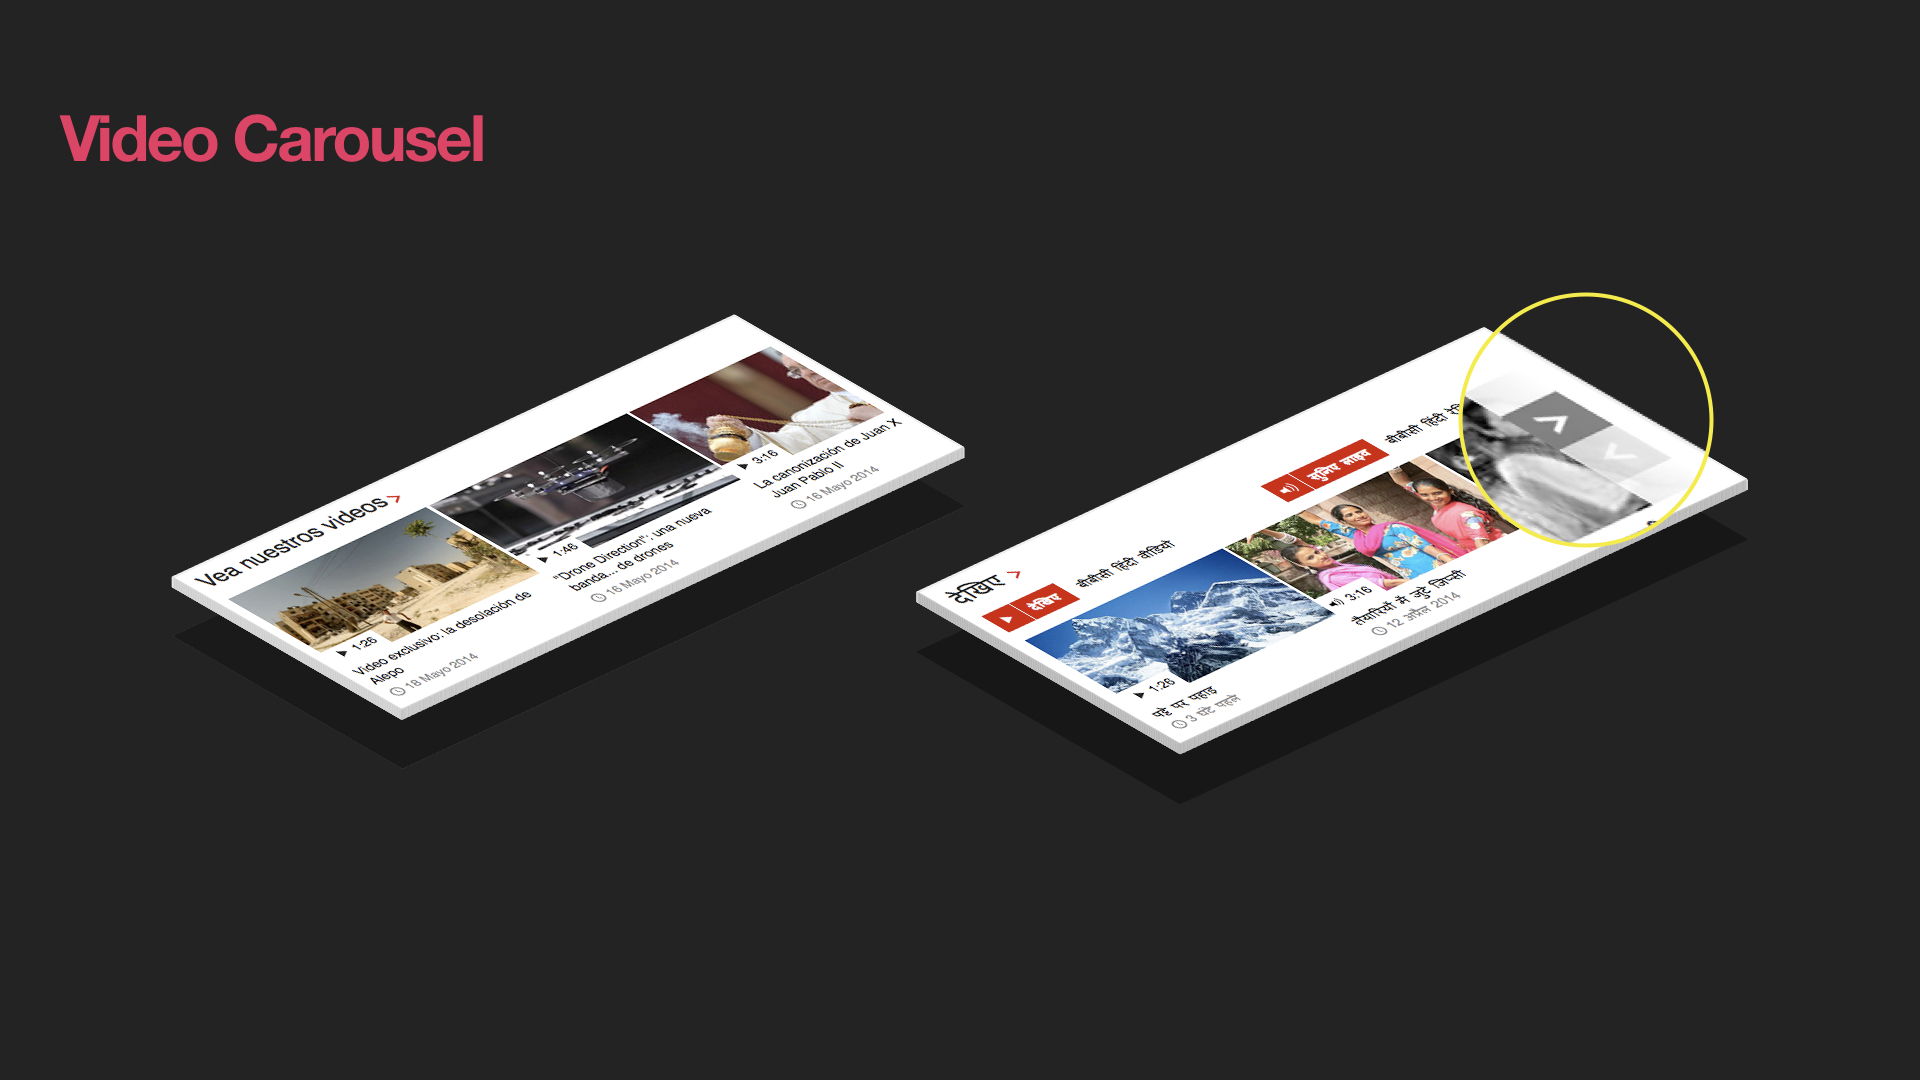 Video Carousel
Vea nuestros videos
1:26
Video exclusivo: la desolación de
Alepo
18 Mayo 2014
1:46
"Drone Direction": una nueva
banda... de drones
16 Mayo 2014
3:16
La canonización de Juan X
Juan Pablo II
16 Mayo 2014
देखिए
देखिए
बीबीसी हिंदी वीडियो
1:26
पट्टे पर पहाड़
3 घंटे पहले
सुनिए लाइव
बीबीसी हिंदी
3:16
तैयारियों में जुटे जिप्सी
12 अप्रैल 2014